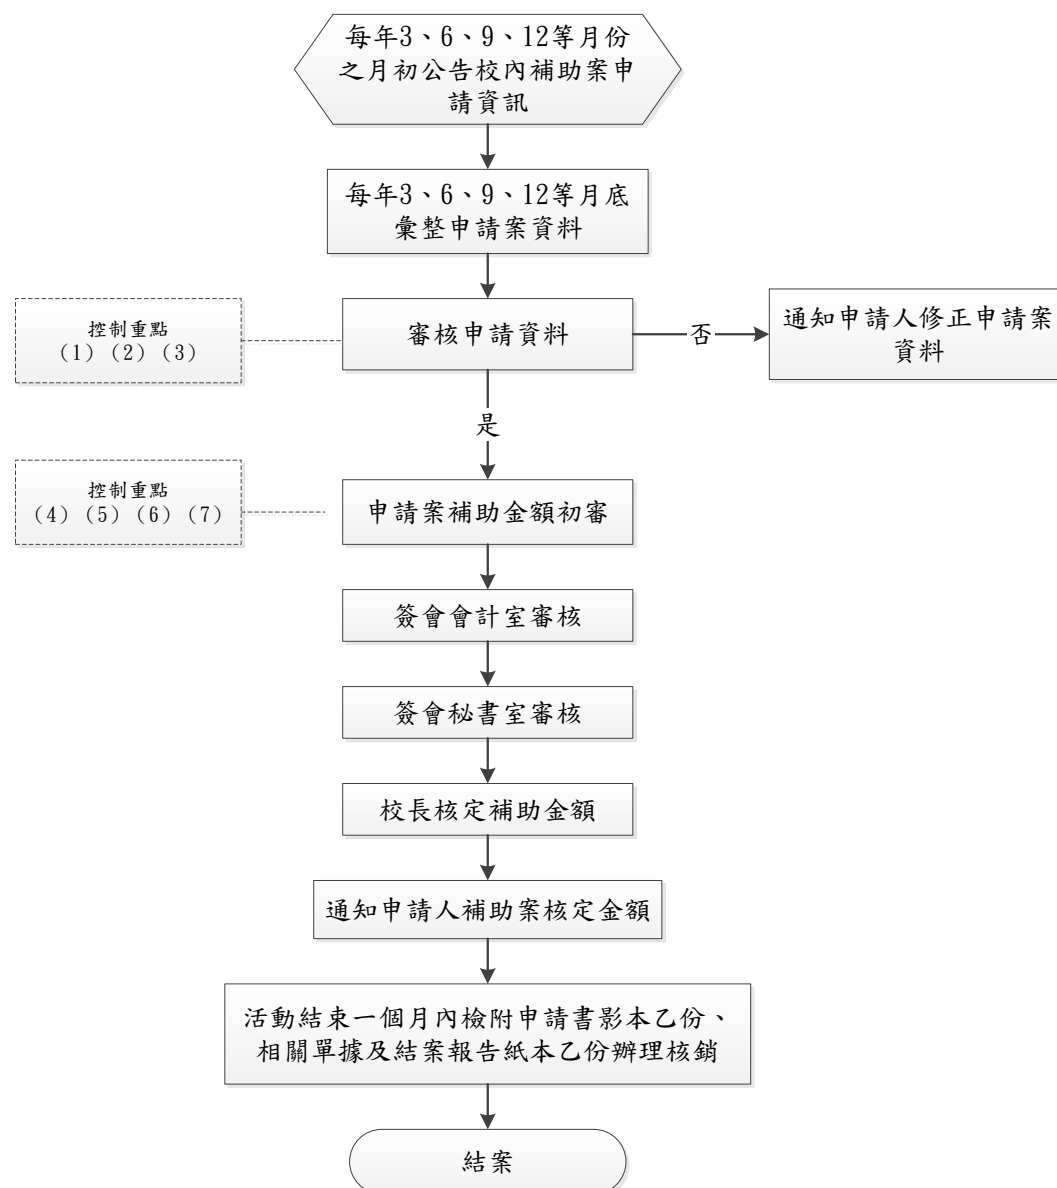 每年3、6、9、12等月份
之月初公告校內補助案申
請資訊
每年3、6、9、12等月底
彙整申請案資料
控制重點
（1）（2）（3）
審核申請資料
否
通知申請人修正申請案
資料
是
控制重點
（4）（5）（6）（7）
申請案補助金額初審
簽會會計室審核
簽會秘書室審核
校長核定補助金額
通知申請人補助案核定金額
活動結束一個月內檢附申請書影本乙份、
相關單據及結案報告紙本乙份辦理核銷
結案